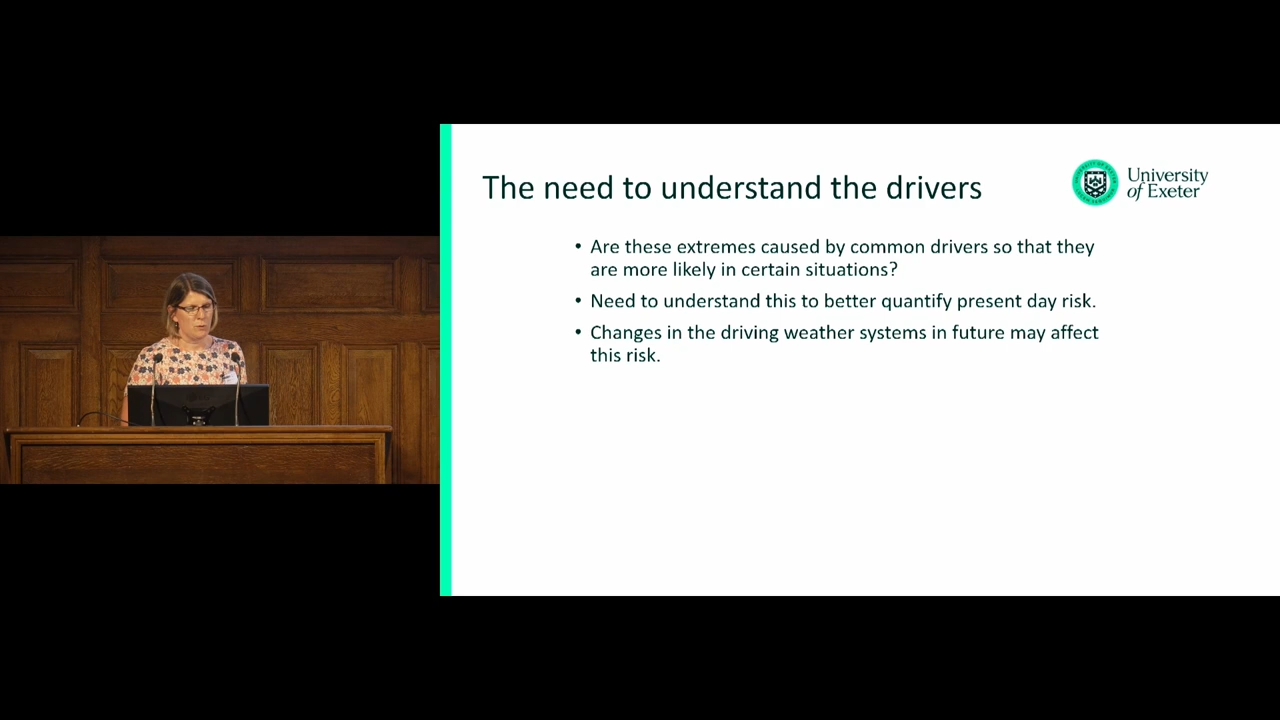 The need to understand the drivers
University
of Exeter
• Are these extremes caused by common drivers so that they
are more likely in certain situations?
• Need to understand this to better quantify present day risk.
• Changes in the driving weather systems in future may affect
this risk.